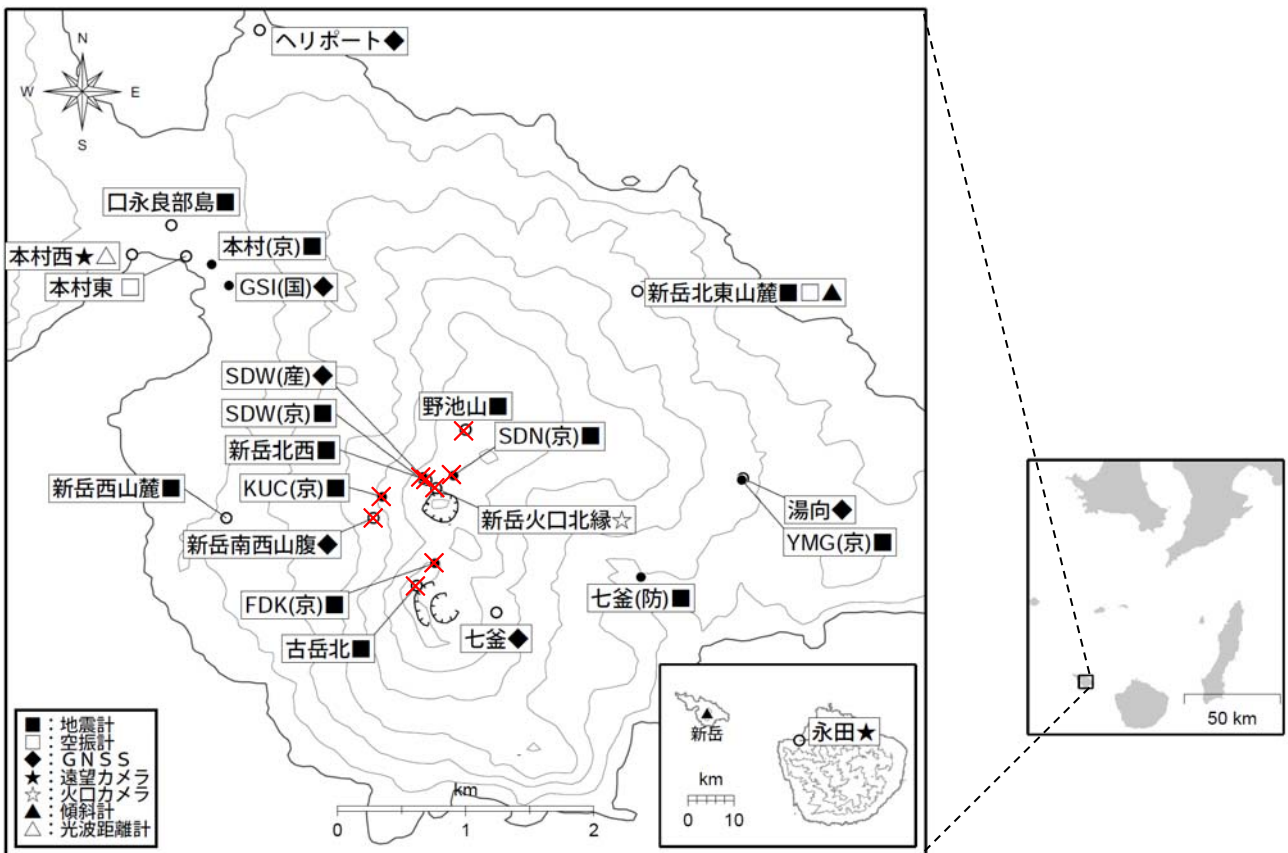 ヘリポート◆
N
W
E
S
口永良部島■
本村西★△
本村(京)■
本村東 □
GSI(国)◆
新岳北東山麓■□▲
SDW(産)◆
SDW(京)■
野池山■
新岳北西■
SDN(京)■
KUC(京)■
新岳西山麓■
新岳火口北縁☆
湯向◆
新岳南西山腹◆
YMG(京)■
FDK(京)■
七釜(防)■
古岳北■
七釜◆
■：地震計
□：空振計
◆：ＧＮＳＳ
★：遠望カメラ
☆：火口カメラ
▲：傾斜計
△：光波距離計
km
0 1 2
新岳
永田★
km
0 10
50 km